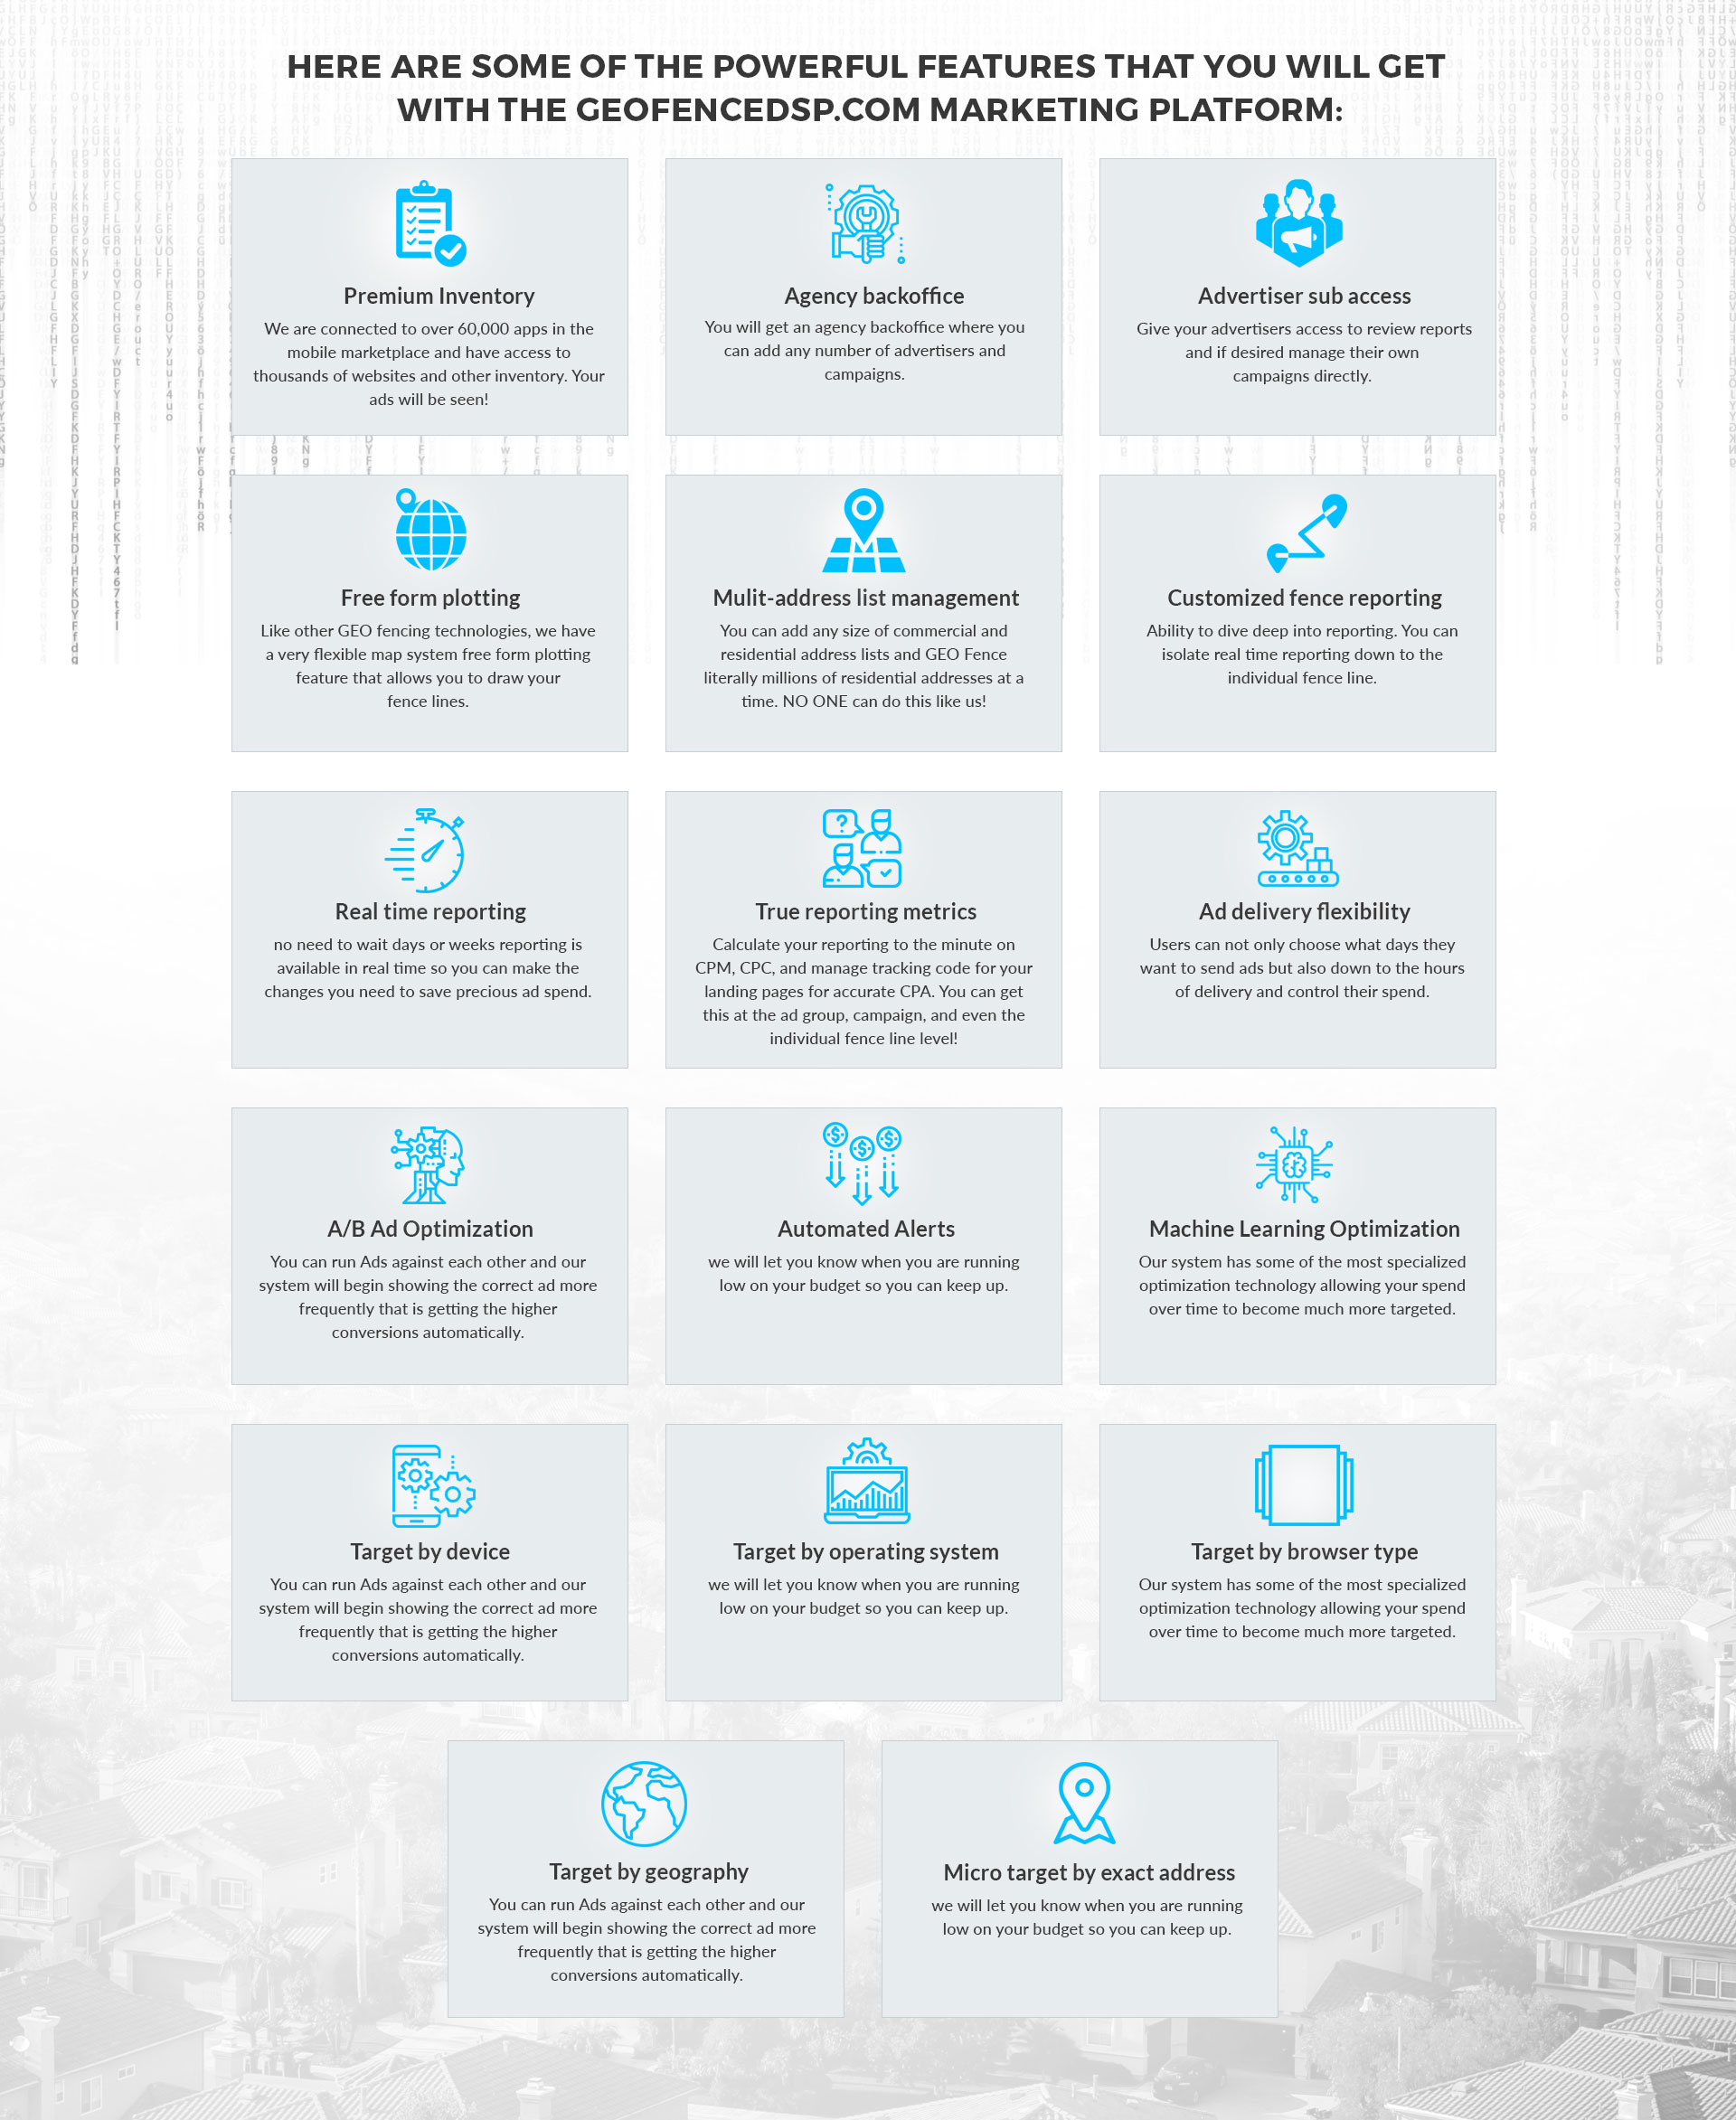 HERE ARE SOME OF THE POWERFUL FEATURES THAT YOU WILL GET
WITH THE GEOFENCEDSP.COM MARKETING PLATFORM:
Premium Inventory
We are connected to over 60,000 apps in the
mobile marketplace and have access to
thousands of websites and other inventory. Your
ads will be seen!
Agency backoffice
You will get an agency backoffice where you
can add any number of advertisers and
campaigns.
Advertiser sub access
Give your advertisers access to review reports
and if desired manage their own
campaigns directly.
Free form plotting
Like other GEO fencing technologies, we have
a very flexible map system free form plotting
feature that allows you to draw your
fence lines.
Mulit-address list management
You can add any size of commercial and
residential address lists and GEO Fence
literally millions of residential addresses at a
time. NO ONE can do this like us!
Customized fence reporting
Ability to dive deep into reporting. You can
isolate real time reporting down to the
individual fence line.
Real time reporting
no need to wait days or weeks reporting is
available in real time so you can make the
changes you need to save precious ad spend.
True reporting metrics
Calculate your reporting to the minute on
CPM, CPC, and manage tracking code for your
landing pages for accurate CPA. You can get
this at the ad group, campaign, and even the
individual fence line level!
Ad delivery flexibility
Users can not only choose what days they
want to send ads but also down to the hours
of delivery and control their spend.
A/B Ad Optimization
You can run Ads against each other and our
system will begin showing the correct ad more
frequently that is getting the higher
conversions automatically.
Automated Alerts
we will let you know when you are running
low on your budget so you can keep up.
Machine Learning Optimization
Our system has some of the most specialized
optimization technology allowing your spend
over time to become much more targeted.
Target by device
You can run Ads against each other and our
system will begin showing the correct ad more
frequently that is getting the higher
conversions automatically.
Target by operating system
we will let you know when you are running
low on your budget so you can keep up.
Target by browser type
Our system has some of the most specialized
optimization technology allowing your spend
over time to become much more targeted.
Target by geography
You can run Ads against each other and our
system will begin showing the correct ad more
frequently that is getting the higher
conversions automatically.
Micro target by exact address
we will let you know when you are running
low on your budget so you can keep up.